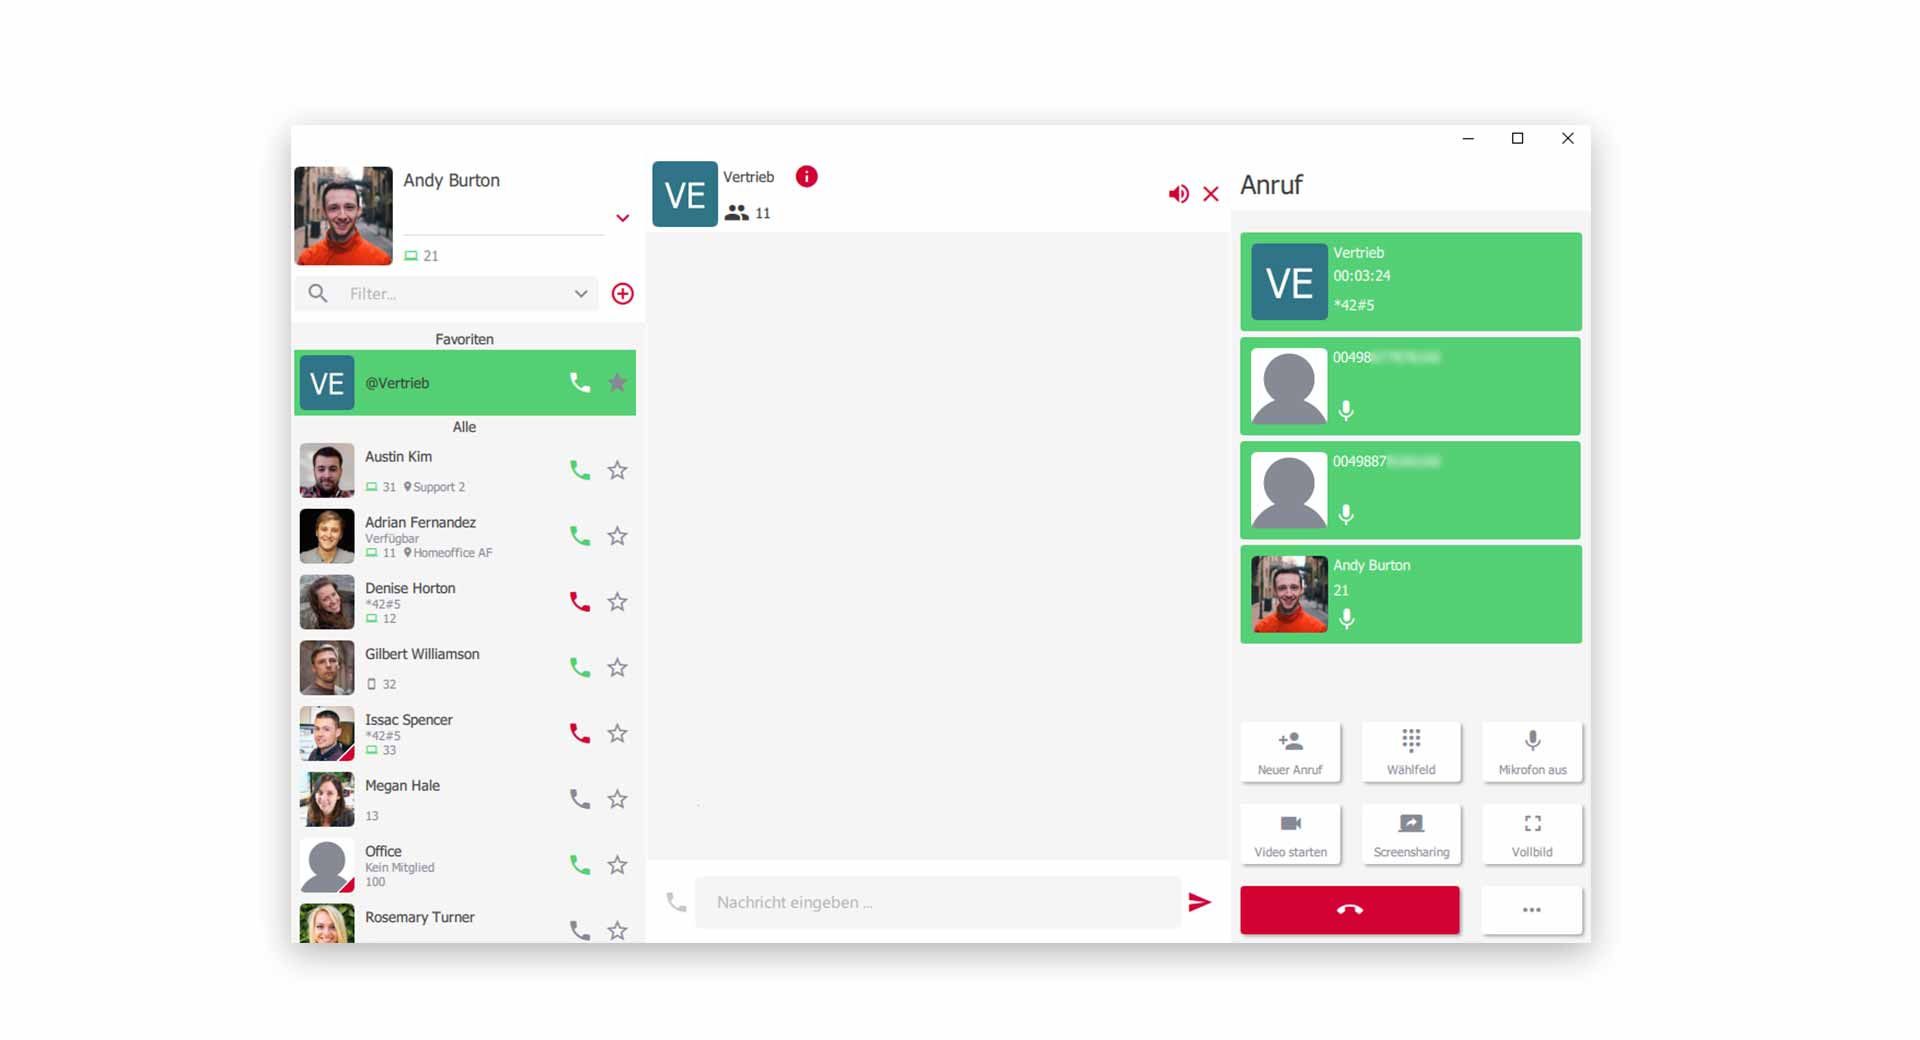 Andy Burton
21
Filter...
Favoriten
VE
@Vertrieb
Alle
Austin Kim
31 Support 2
Adrian Fernandez
Verfügbar
11 Homeoffice AF
Denise Horton
*42#5
12
Gilbert Williamson
32
Issac Spencer
*42#5
33
Megan Hale
13
Office
Kein Mitglied
100
Rosemary Turner
VE
Vertrieb
11
Nachricht eingeben ...
Anruf
VE
Vertrieb
00:03:24
*42#5
00498
0049887
Andy Burton
21
Neuer Anruf
Wählfeld
Mikrofon aus
Video starten
Screensharing
Vollbild